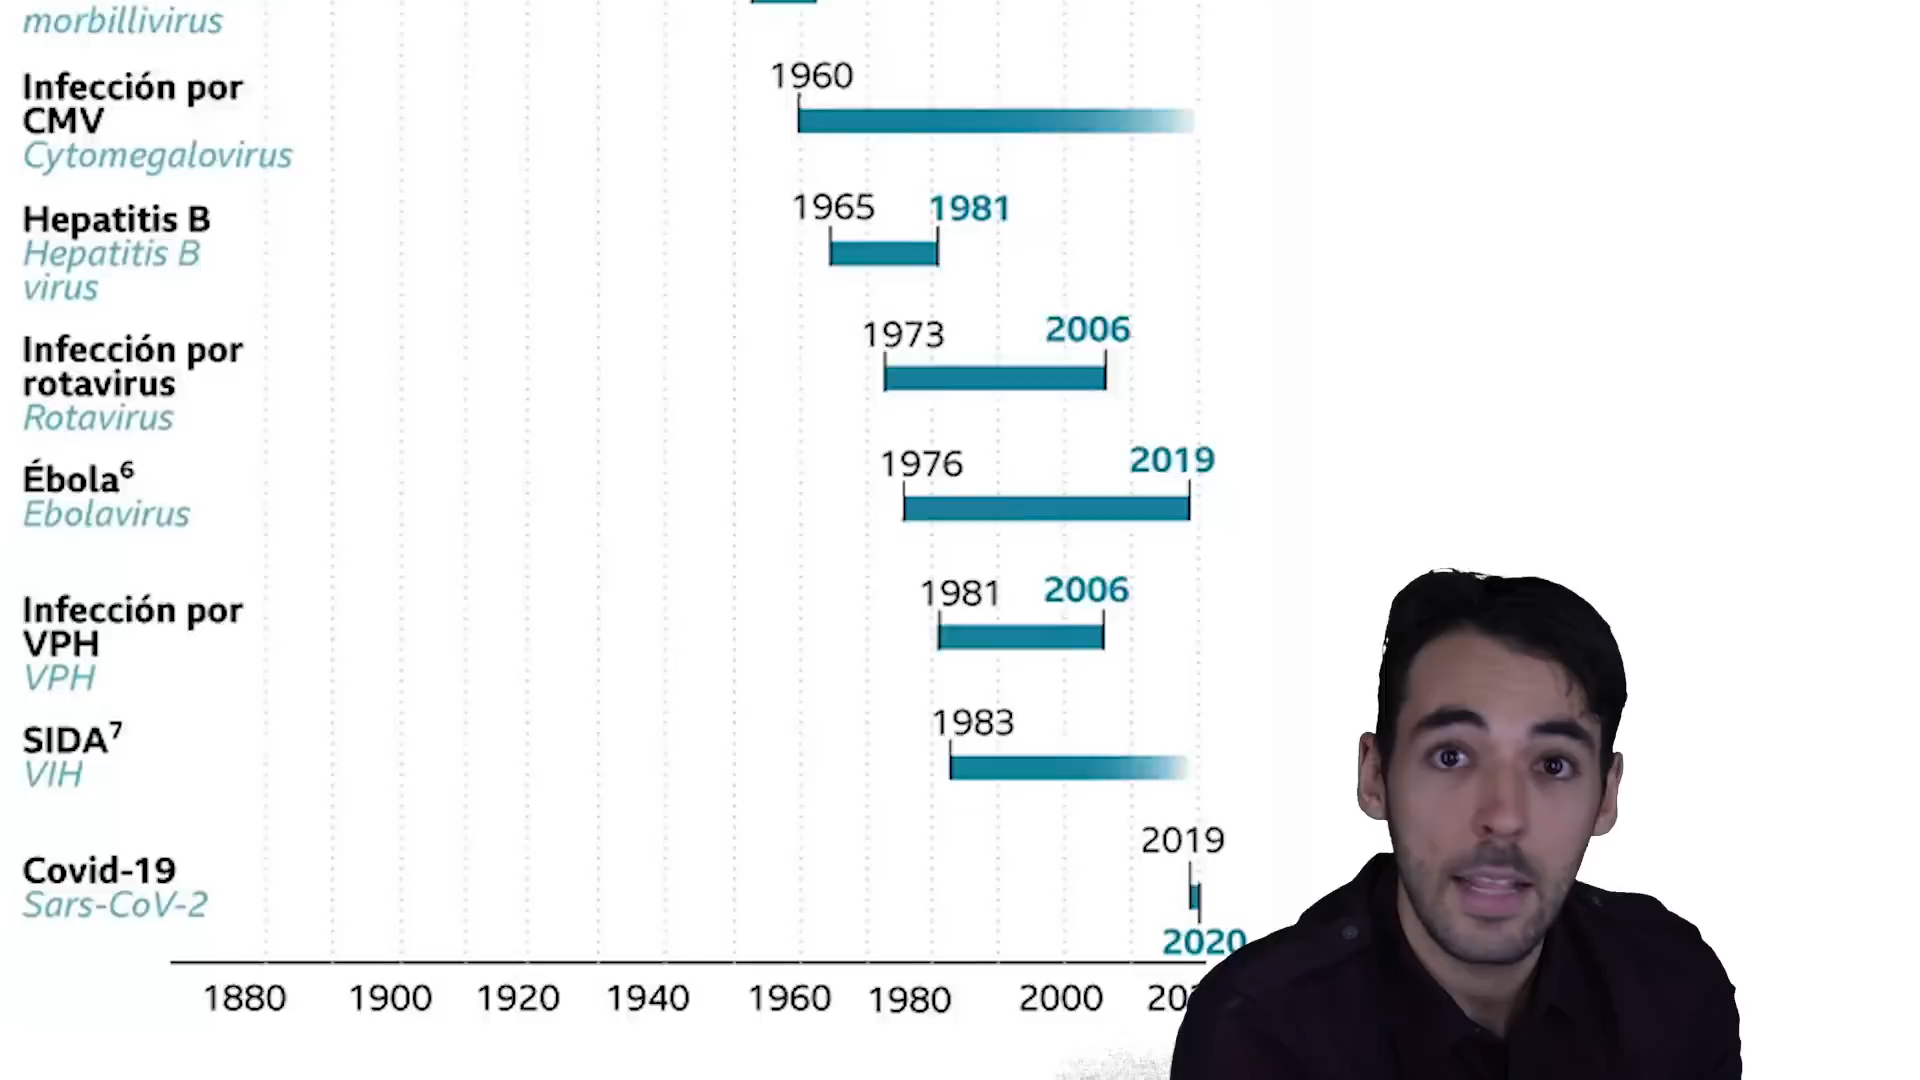 morbillivirus
Infección por
CMV
Cytomegalovirus
1960
Hepatitis B
Hepatitis B
virus
1965 1981
Infección por
rotavirus
Rotavirus
1973 2006
Ébola⁶
Ebolavirus
1976 2019
Infección por
VPH
VPH
1981 2006
SIDA⁷
VIH
1983
Covid-19
Sars-CoV-2
2019
2020
1880 1900 1920 1940 1960 1980 2000